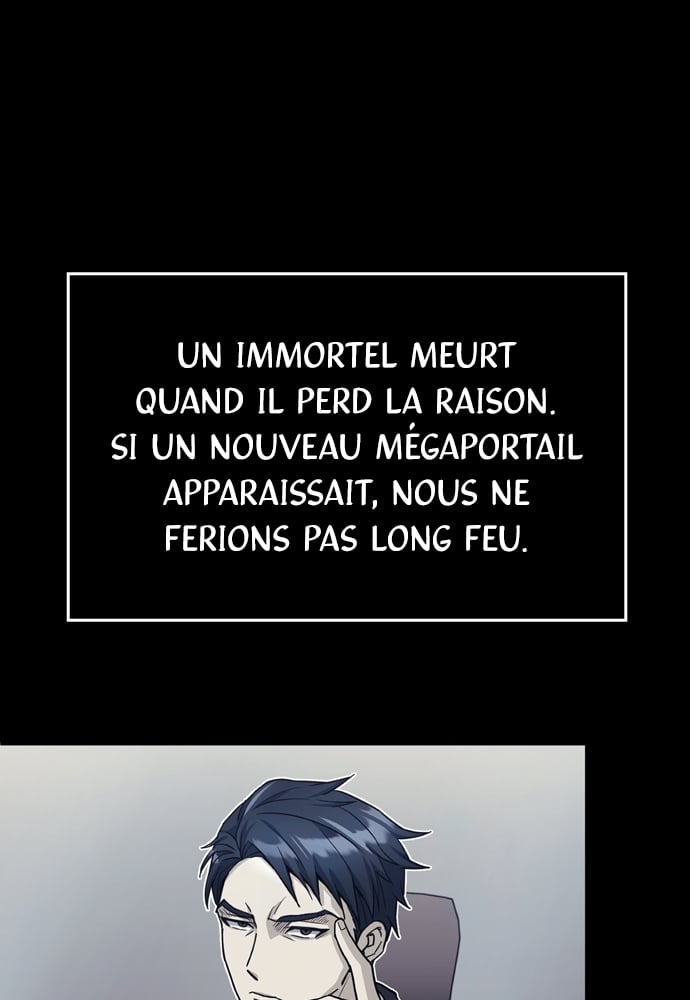 UN IMMORTEL MEURT
QUAND IL PERD LA RAISON.
SI UN NOUVEAU MÉGAPORTAIL
APPARAISSAIT, NOUS NE
FERIONS PAS LONG FEU.